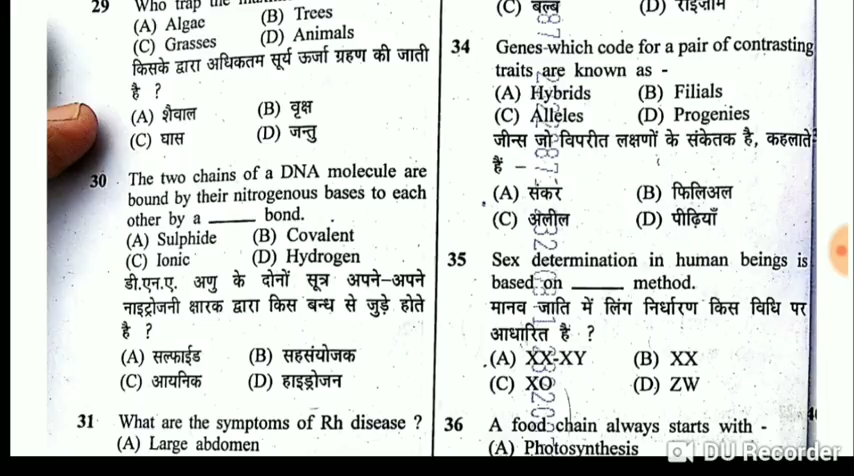 29 Who trap the
(A) Algae (B) Trees
(C) Grasses (D) Animals
किसके द्वारा अधिकतम सूर्य ऊर्जा ग्रहण की जाती
है ?
(A) शैवाल (B) वृक्ष
(C) घास (D) जन्तु
30 The two chains of a DNA molecule are
bound by their nitrogenous bases to each
other by a ______ bond.
(A) Sulphide (B) Covalent
(C) Ionic (D) Hydrogen
डी.एन.ए. अणु के दोनों सूत्र अपने-अपने
नाइट्रोजनी क्षारक द्वारा किस बन्ध से जुड़े होते
है ?
(A) सल्फाईड (B) सहसंयोजक
(C) आयनिक (D) हाइड्रोजन
31 What are the symptoms of Rh disease ?
(A) Large abdomen
(C) बल्ब (D) राइजोम
34 Genes which code for a pair of contrasting
traits are known as -
(A) Hybrids (B) Filials
(C) Alleles (D) Progenies
जीन्स जो विपरीत लक्षणों के संकेतक है, कहलाते
हैं –
(A) संकर (B) फिलिअल
(C) अलील (D) पीढ़ियाँ
35 Sex determination in human beings is
based on ______ method.
मानव जाति में लिंग निर्धारण किस विधि पर
आधारित है ?
(A) XX-XY (B) XX
(C) XO (D) ZW
36 A food chain always starts with -
(A) Photosynthesis
DU Recorder